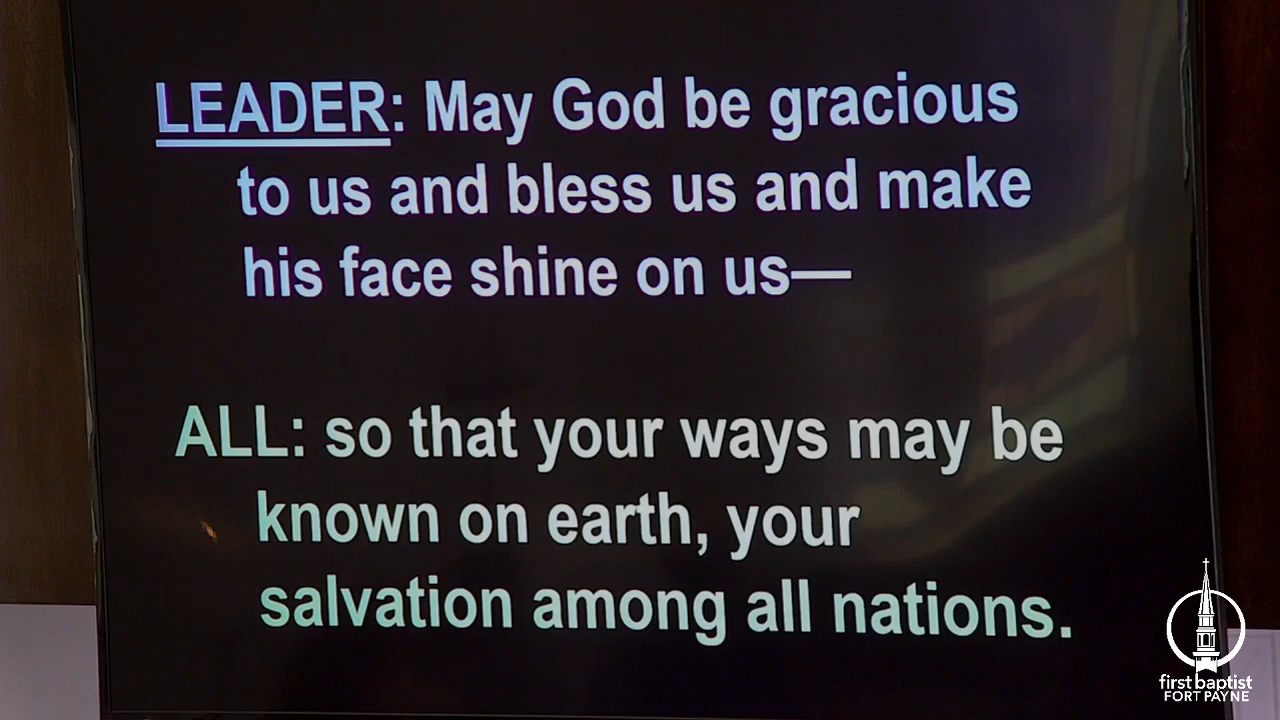 LEADER: May God be gracious
to us and bless us and make
his face shine on us—
ALL: so that your ways may be
known on earth, your
salvation among all nations.
first baptist
FORT PAYNE